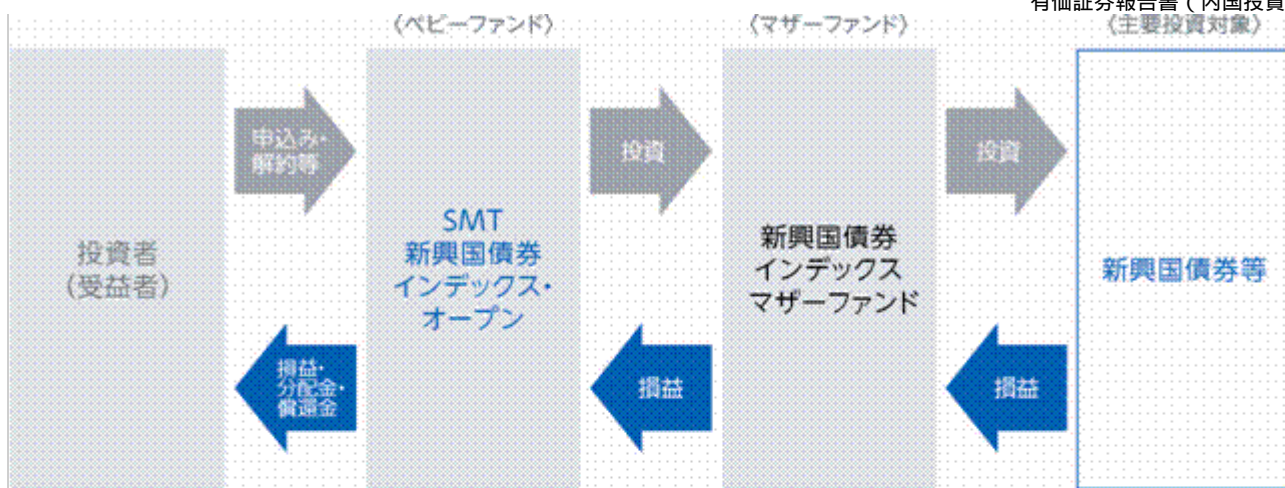 有価証券報告書(内国投資
〈ベビーファンド〉
〈マザーファンド〉
〈主要投資対象〉
申込み・
解約等
投資
投資
投資者
(受益者)
SMT
新興国債券
インデックス・
オープン
新興国債券
インデックス
マザーファンド
新興国債券等
損益・
分配金・
償還金
損益
損益